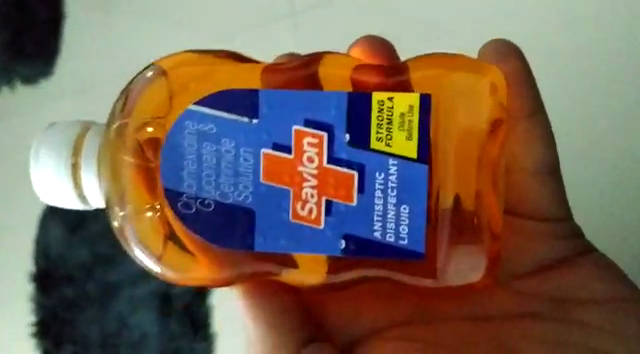 Chlorhexidine
Gluconate &
Cetrimide
Solution
Savlon
STRONG
FORMULA
Dilute
Before Use
ANTISEPTIC
DISINFECTANT
LIQUID